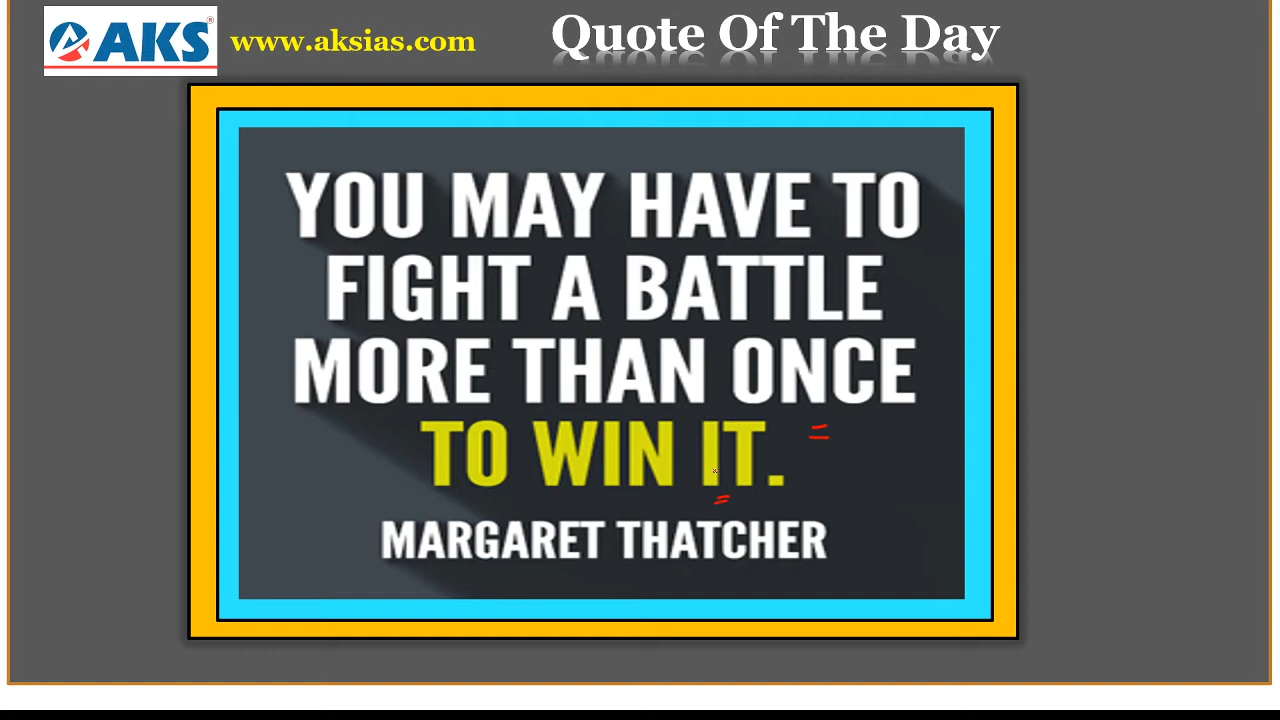 AKS®
www.aksias.com
Quote Of The Day
YOU MAY HAVE TO
FIGHT A BATTLE
MORE THAN ONCE
TO WIN IT.
MARGARET THATCHER